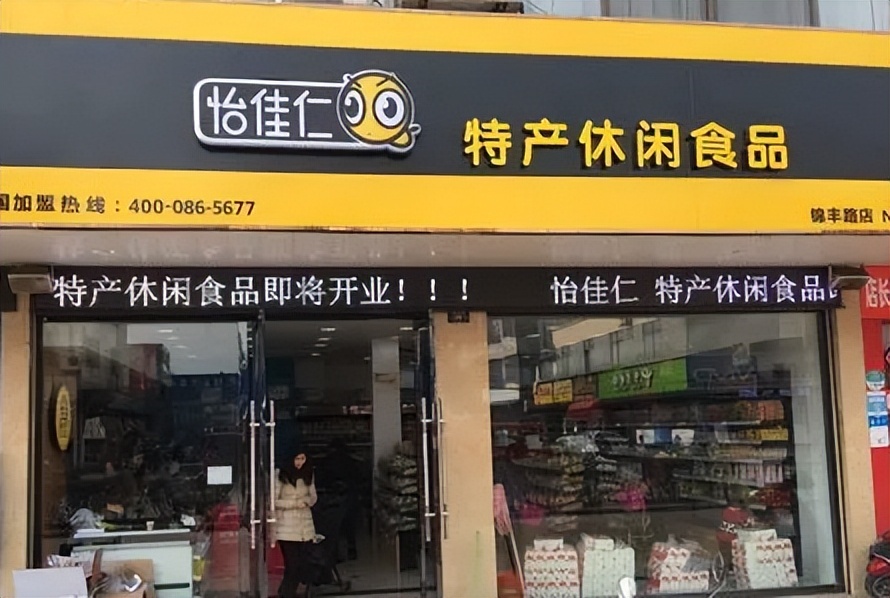 怡佳仁
特产休闲食品
国加盟热线：400-086-5677
锦丰路店 N
特产休闲食品即将开业！！！
怡佳仁 特产休闲食品
店长